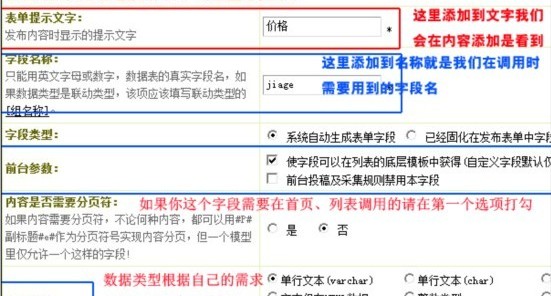 表单提示文字：
发布内容时显示的提示文字
价格
*
这里添加到文字我们
会在内容添加是看到
字段名称：
只能用英文字母或数字，数据表的真实字段名，如
果数据类型是联动类型，该项应该填写联动类型的
[组名称]。
jiage
这里添加到名称就是我们在调用时
需要用到的字段名
字段类型：
系统自动生成表单字段
已经固化在发布表单中字段
前台参数：
使字段可以在列表的底层模板中获得(自定义字段默认仅
前台投稿及采集规则禁用本字段
内容是否需要分页符：
如果你这个字段需要在首页、列表调用的请在第一个选项打勾
如果内容需要分页符，不论何种内容，都可以用#F#
副标题#e#作为分页符号实现内容分页，但一个模型
里仅允许一个这样的字段!
是
否
数据类型根据自己的需求
单行文本(varchar)
单行文本(char)